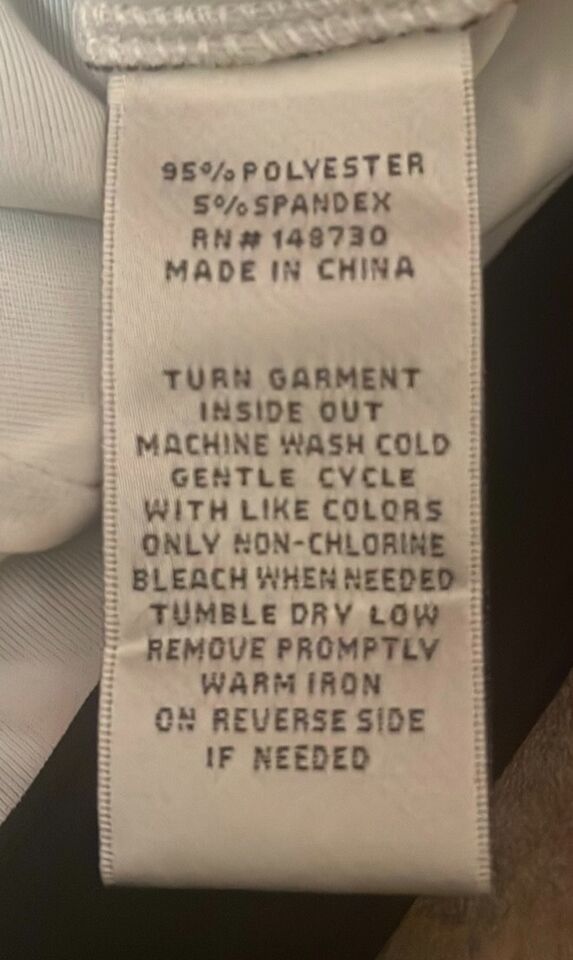 95% POLYESTER
5% SPANDEX
RN# 149730
MADE IN CHINA
TURN GARMENT
INSIDE OUT
MACHINE WASH COLD
GENTLE CYCLE
WITH LIKE COLORS
ONLY NON-CHLORINE
BLEACH WHEN NEEDED
TUMBLE DRY LOW
REMOVE PROMPTLY
WARM IRON
ON REVERSE SIDE
IF NEEDED